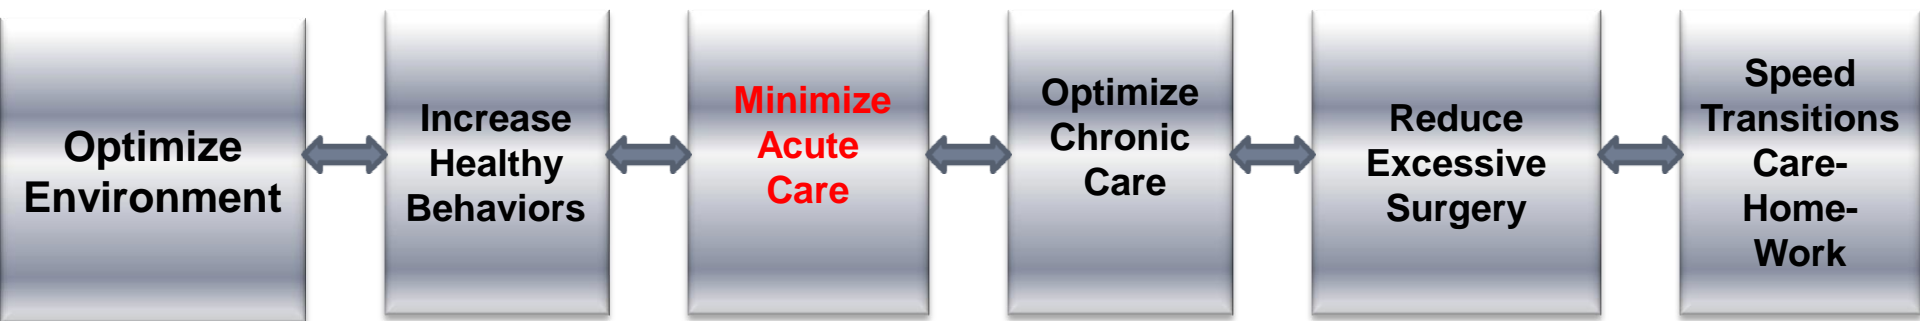 Optimize
Environment
Increase
Healthy
Behaviors
Minimize
Acute
Care
Optimize
Chronic
Care
Reduce
Excessive
Surgery
Speed
Transitions
Care-
Home-
Work